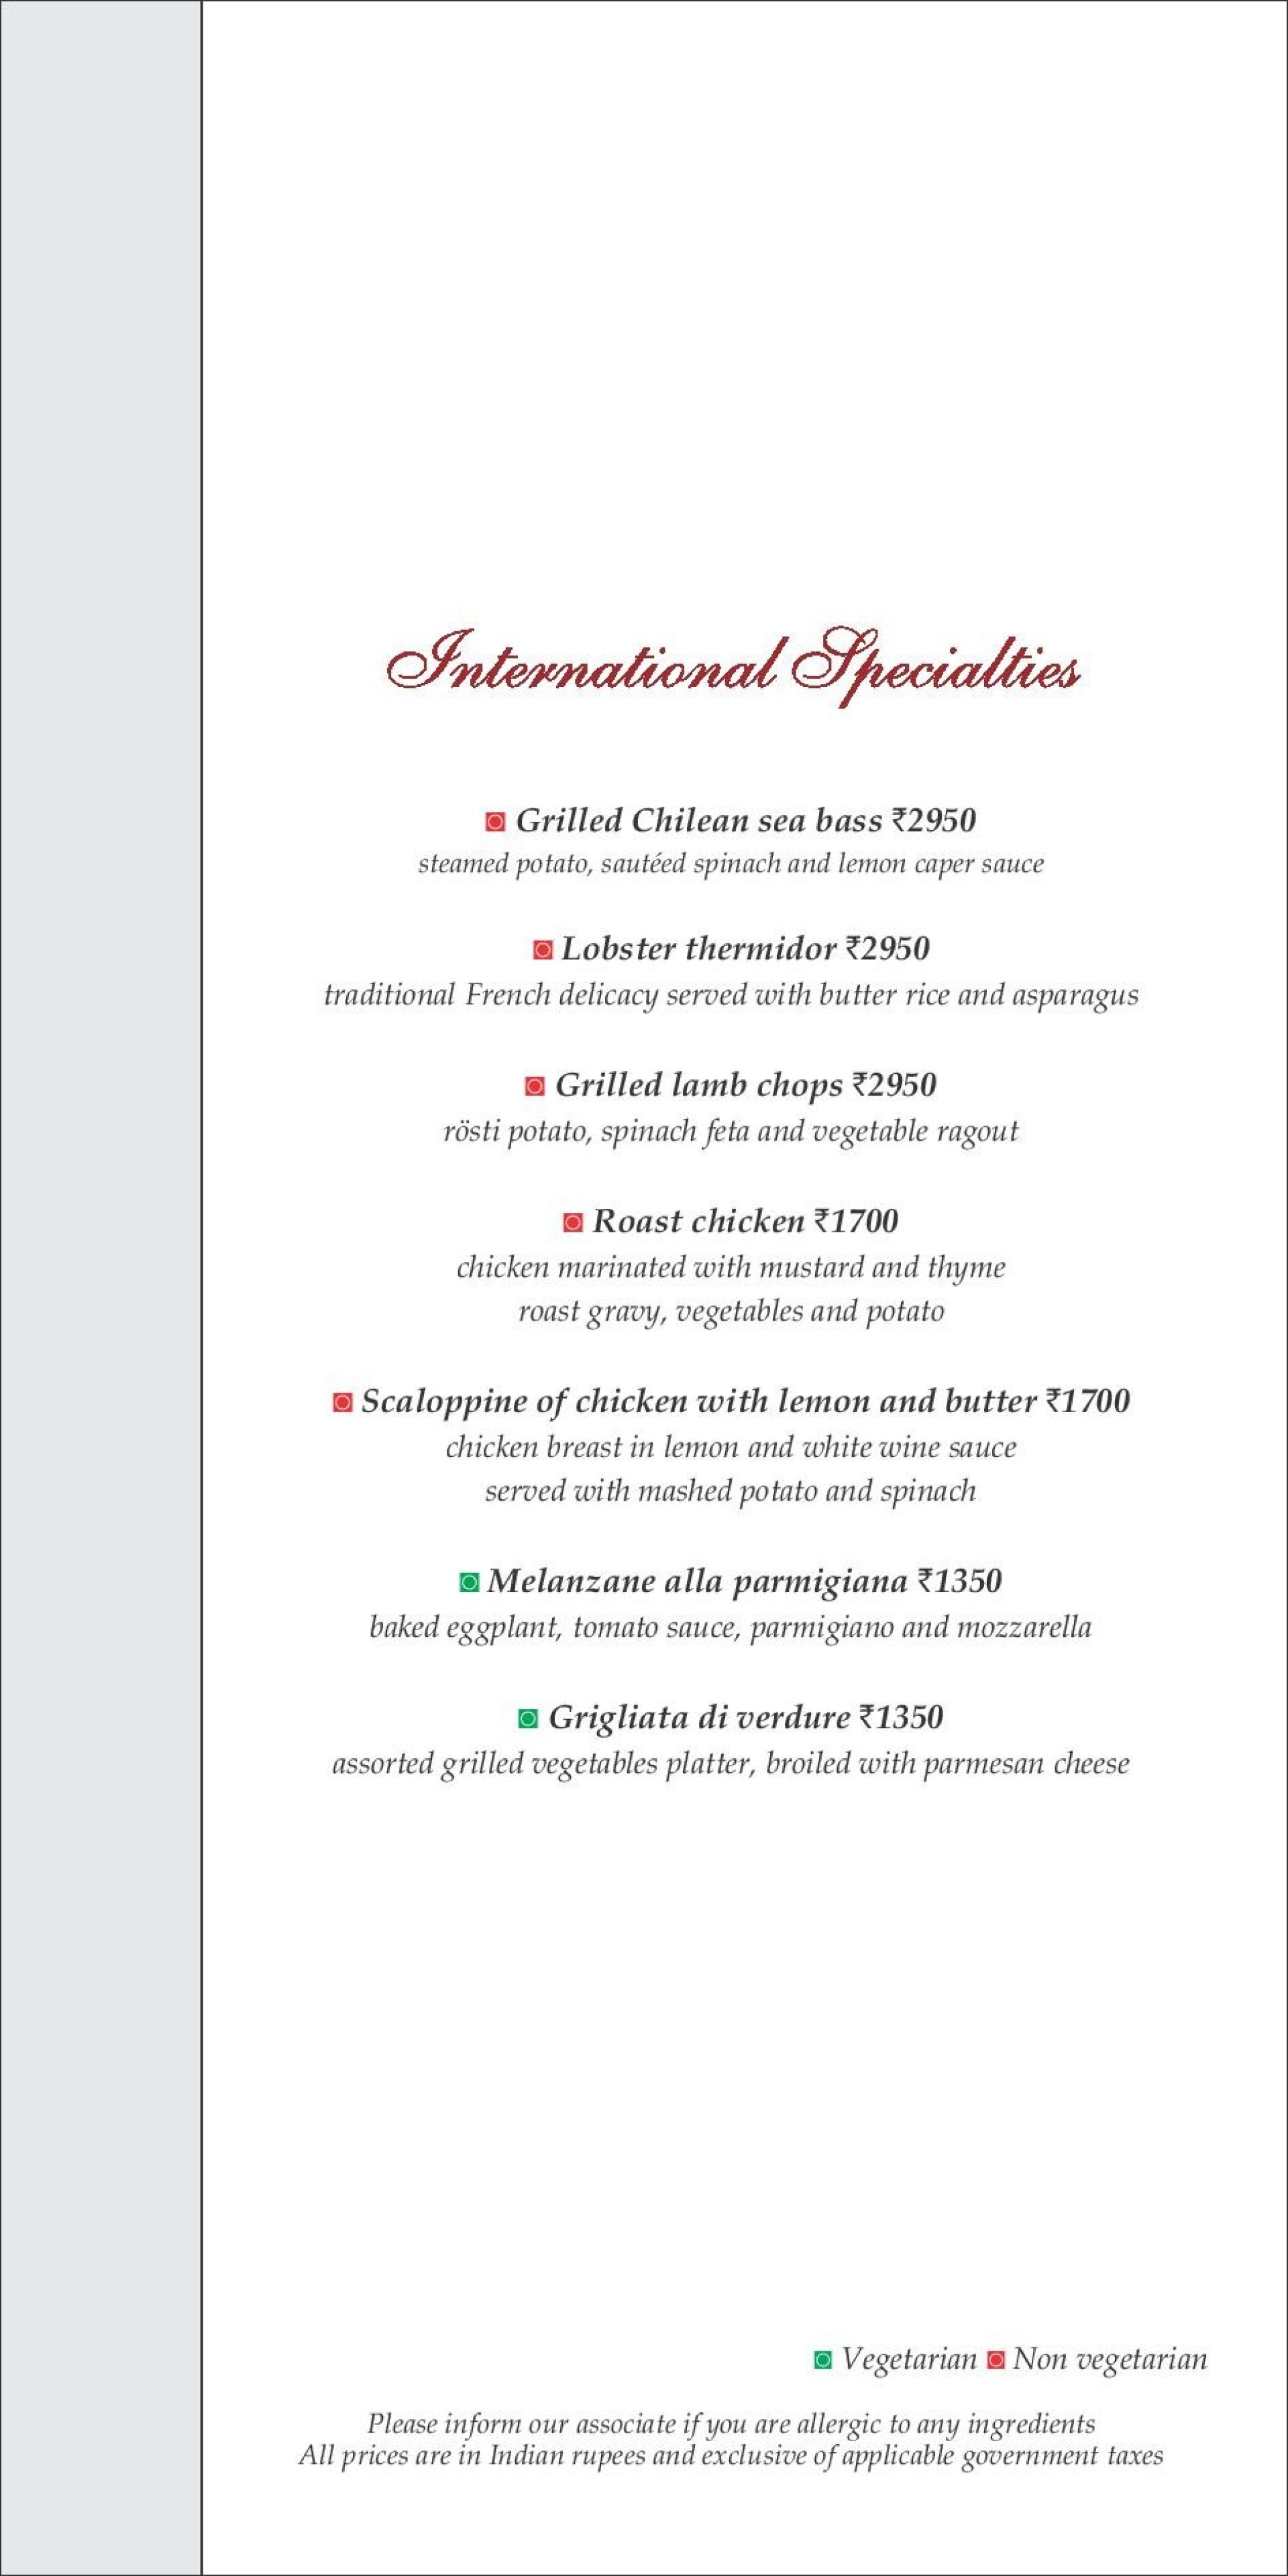 International Specialties
Grilled Chilean sea bass ₹2950
steamed potato, sautéed spinach and lemon caper sauce
Lobster thermidor ₹2950
traditional French delicacy served with butter rice and asparagus
Grilled lamb chops ₹2950
rösti potato, spinach feta and vegetable ragout
Roast chicken ₹1700
chicken marinated with mustard and thyme
roast gravy, vegetables and potato
Scaloppine of chicken with lemon and butter ₹1700
chicken breast in lemon and white wine sauce
served with mashed potato and spinach
Melanzane alla parmigiana ₹1350
baked eggplant, tomato sauce, parmigiano and mozzarella
Grigliata di verdure ₹1350
assorted grilled vegetables platter, broiled with parmesan cheese
Vegetarian Non vegetarian
Please inform our associate if you are allergic to any ingredients
All prices are in Indian rupees and exclusive of applicable government taxes